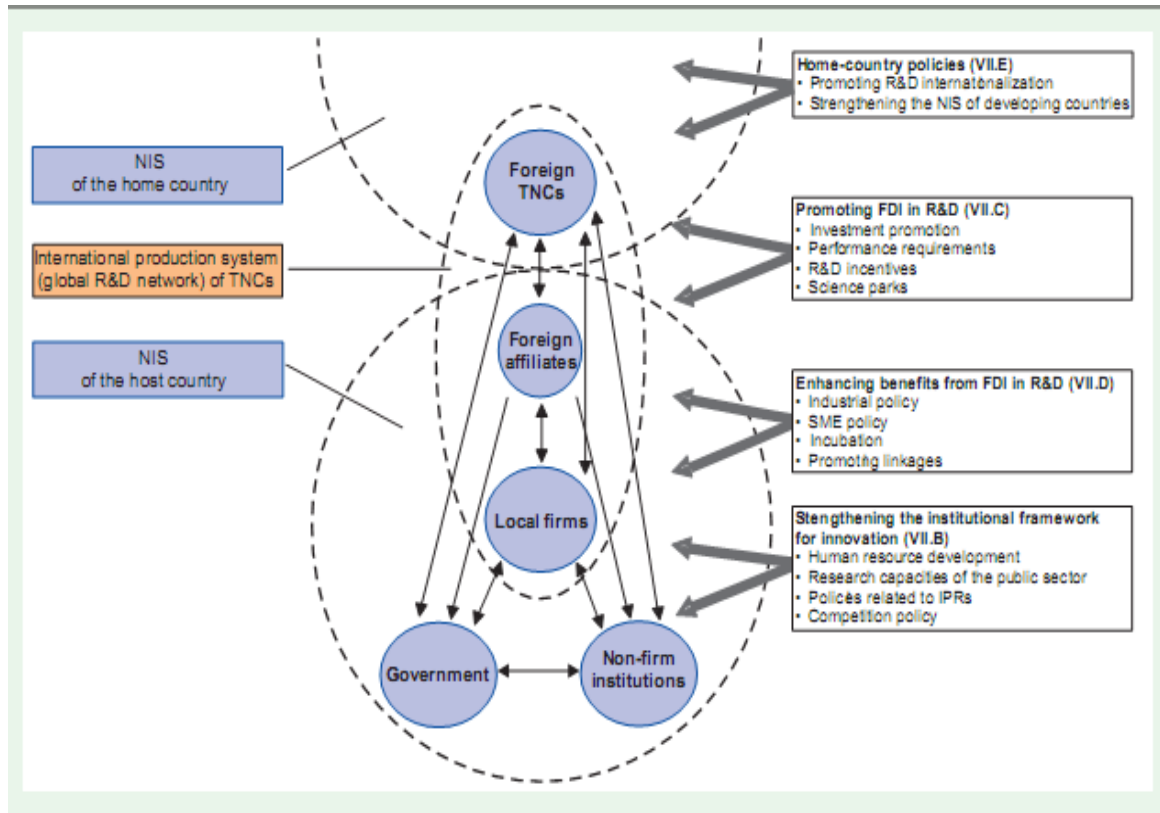 NIS
of the home country
International production system
(global R&D network) of TNCs
NIS
of the host country
Foreign
TNCs
Foreign
affiliates
Local firms
Government
Non-firm
institutions
Home-country policies (VII.E)
• Promoting R&D internationalization
• Strengthening the NIS of developing countries
Promoting FDI in R&D (VII.C)
• Investment promotion
• Performance requirements
• R&D incentives
• Science parks
Enhancing benefits from FDI in R&D (VII.D)
• Industrial policy
• SME policy
• Incubation
• Promoting linkages
Stengthening the institutional framework
for innovation (VII.B)
• Human resource development
• Research capacities of the public sector
• Polices related to IPRs
• Competition policy